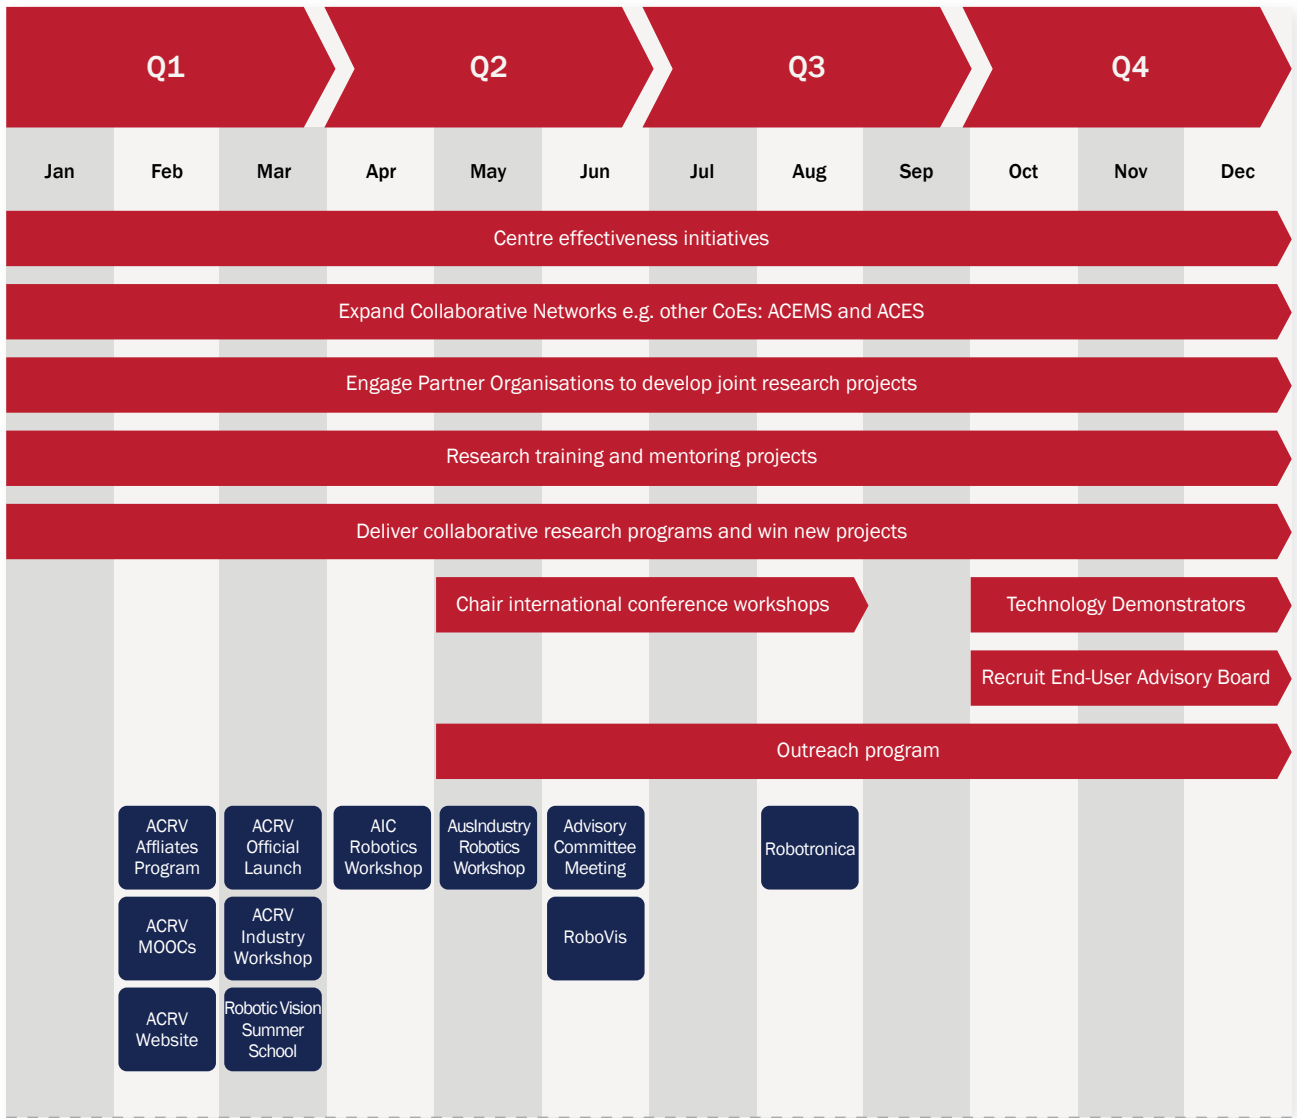 Q1 Q2 Q3 Q4
Jan Feb Mar Apr May Jun Jul Aug Sep Oct Nov Dec
Centre effectiveness initiatives
Expand Collaborative Networks e.g. other CoEs: ACEMS and ACES
Engage Partner Organisations to develop joint research projects
Research training and mentoring projects
Deliver collaborative research programs and win new projects
Chair international conference workshops
Technology Demonstrators
Recruit End-User Advisory Board
Outreach program
ACRV
Affliates
Program
ACRV
Official
Launch
AIC
Robotics
Workshop
AusIndustry
Robotics
Workshop
Advisory
Committee
Meeting
Robotronica
ACRV
MOOCs
ACRV
Industry
Workshop
RoboVis
ACRV
Website
Robotic Vision
Summer
School